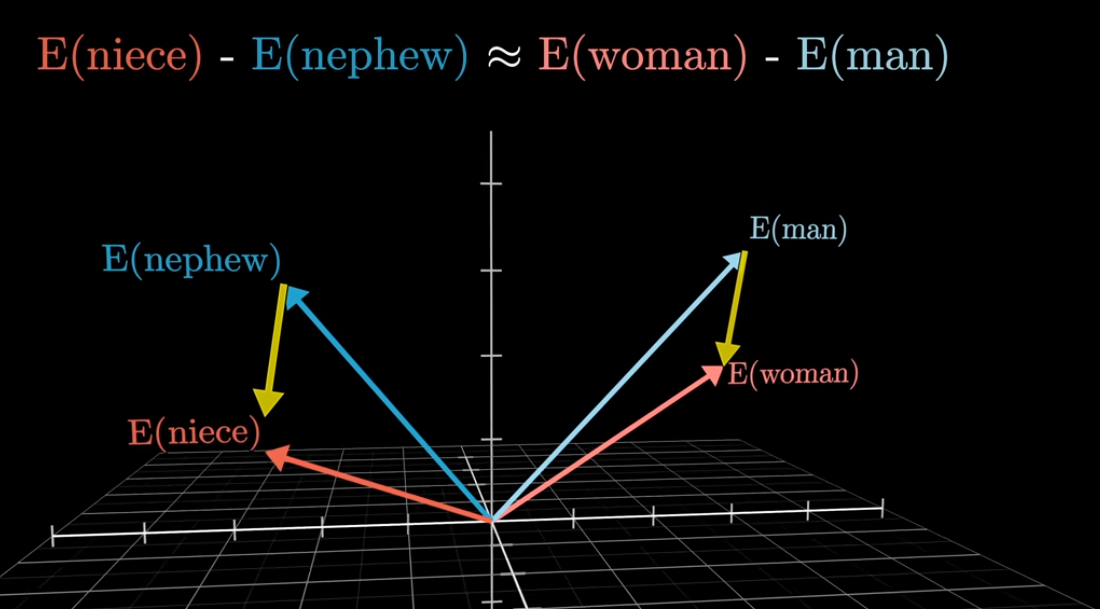 E(niece) - E(nephew) ≈ E(woman) - E(man)
E(man)
E(nephew)
E(woman)
E(niece)